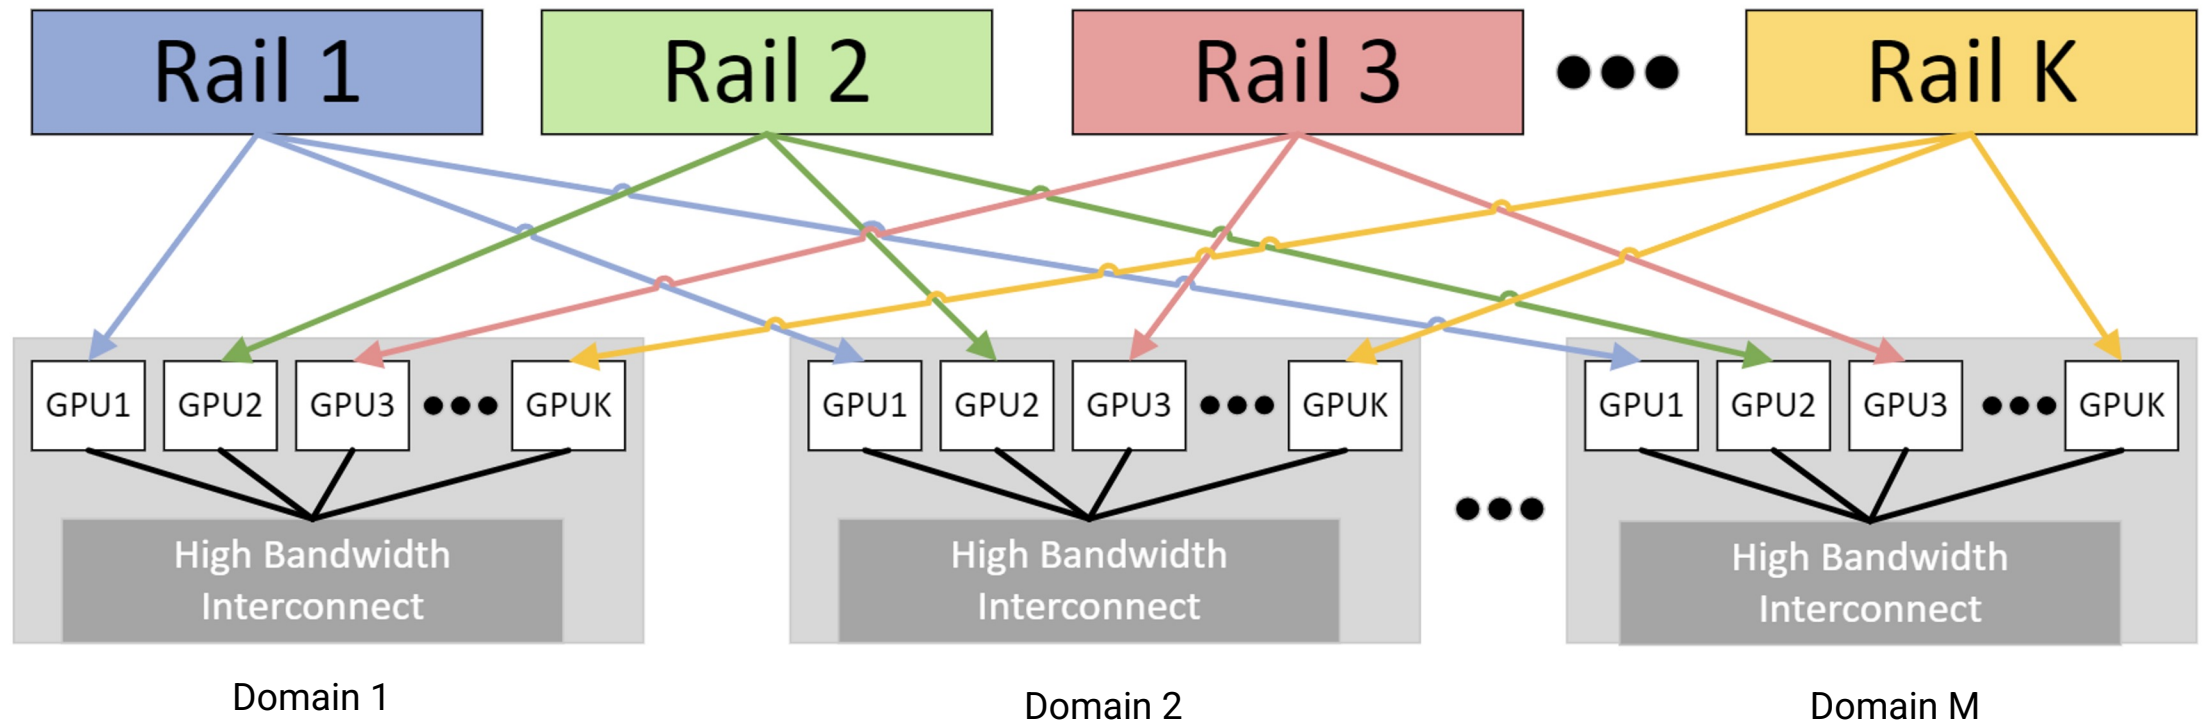 Rail 1
Rail 2
Rail 3
Rail K
GPU1
GPU2
GPU3
GPUK
GPU1
GPU2
GPU3
GPUK
GPU1
GPU2
GPU3
GPUK
High Bandwidth
Interconnect
High Bandwidth
Interconnect
High Bandwidth
Interconnect
Domain 1
Domain 2
Domain M